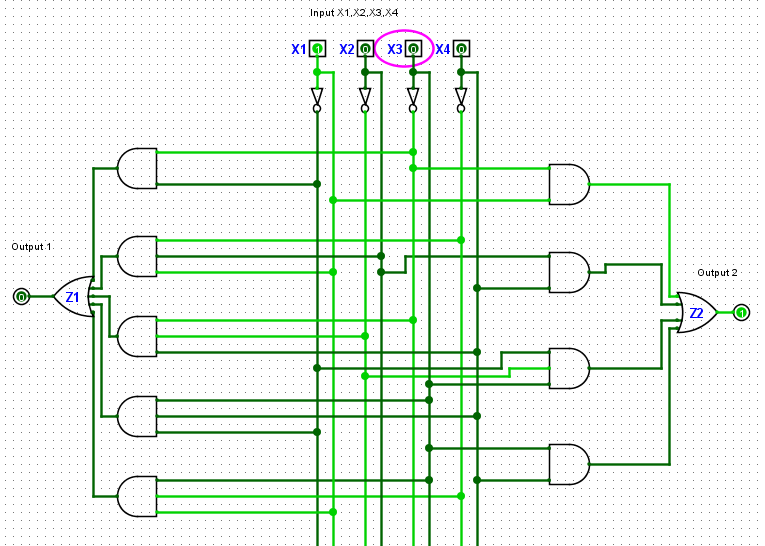 Input X1,X2,X3,X4
X1 1 X2 0 X3 0 X4 0
Output 1
Output 2
0 Z1
Z2 1